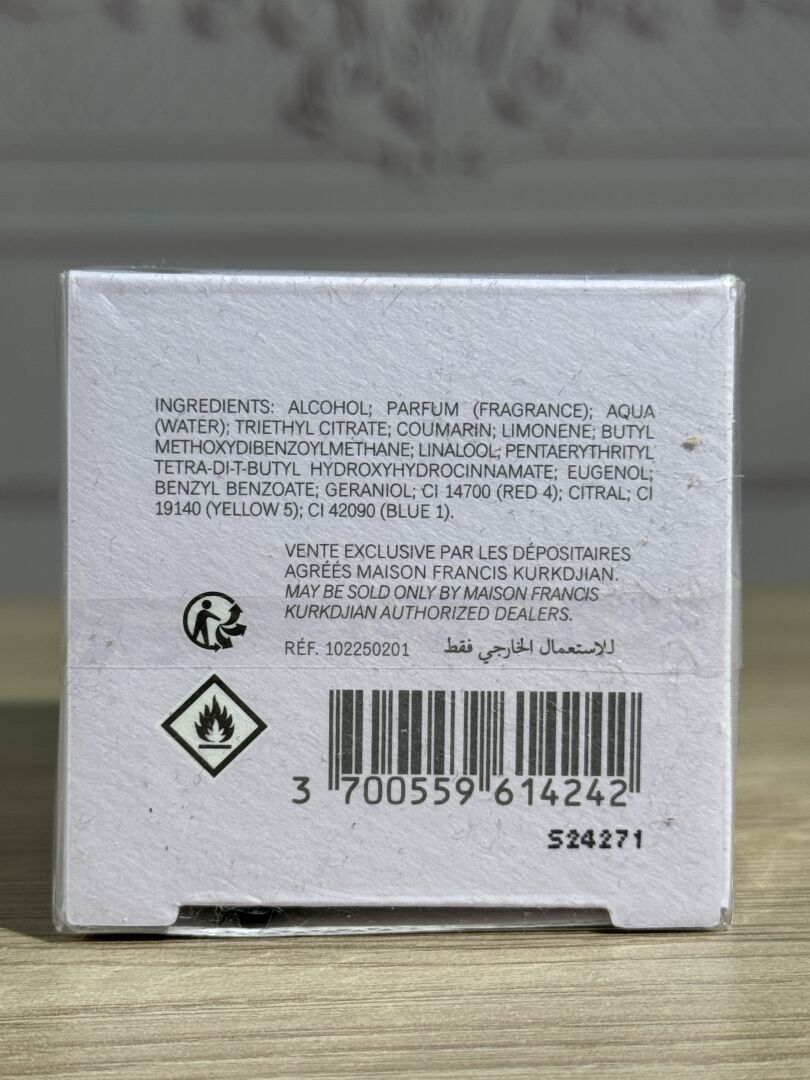 INGREDIENTS: ALCOHOL; PARFUM (FRAGRANCE); AQUA
(WATER); TRIETHYL CITRATE; COUMARIN; LIMONENE; BUTYL
METHOXYDIBENZOYLMETHANE; LINALOOL; PENTAERYTHRITYL
TETRA-DI-T-BUTYL HYDROXYHYDROCINNAMATE; EUGENOL;
BENZYL BENZOATE; GERANIOL; CI 14700 (RED 4); CITRAL; CI
19140 (YELLOW 5); CI 42090 (BLUE 1).
VENTE EXCLUSIVE PAR LES DÉPOSITAIRES
AGRÉÉS MAISON FRANCIS KURKDJIAN.
MAY BE SOLD ONLY BY MAISON FRANCIS
KURKDJIAN AUTHORIZED DEALERS.
RÉF. 102250201 للاستعمال الخارجي فقط
3 700559 614242
524271